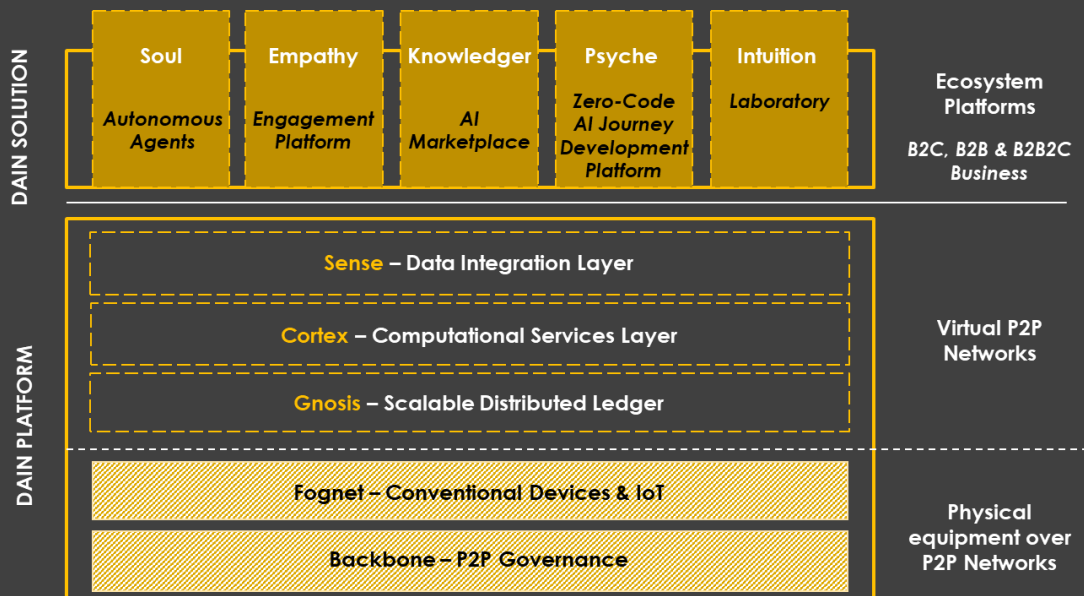 DAIN SOLUTION
Soul
Autonomous
Agents
Empathy
Engagement
Platform
Knowledger
AI
Marketplace
Psyche
Zero-Code
AI Journey
Development
Platform
Intuition
Laboratory
Ecosystem
Platforms
B2C, B2B & B2B2C
Business
DAIN PLATFORM
Sense – Data Integration Layer
Cortex – Computational Services Layer
Gnosis – Scalable Distributed Ledger
Virtual P2P
Networks
Fognet – Conventional Devices & IoT
Backbone – P2P Governance
Physical
equipment over
P2P Networks